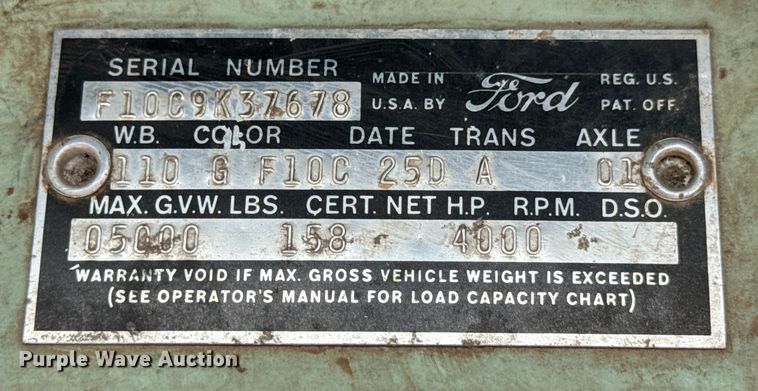 SERIAL NUMBER
MADE IN
U.S.A. BY
Ford
REG. U.S.
PAT. OFF.
F10C9K37678
W.B. COLOR DATE TRANS AXLE
110 G F10C 25D A 01
MAX. G.V.W. LBS. CERT. NET H.P. R.P.M. D.S.O.
05000 158 4000
WARRANTY VOID IF MAX. GROSS VEHICLE WEIGHT IS EXCEEDED
(SEE OPERATOR'S MANUAL FOR LOAD CAPACITY CHART)
Purple Wave Auction